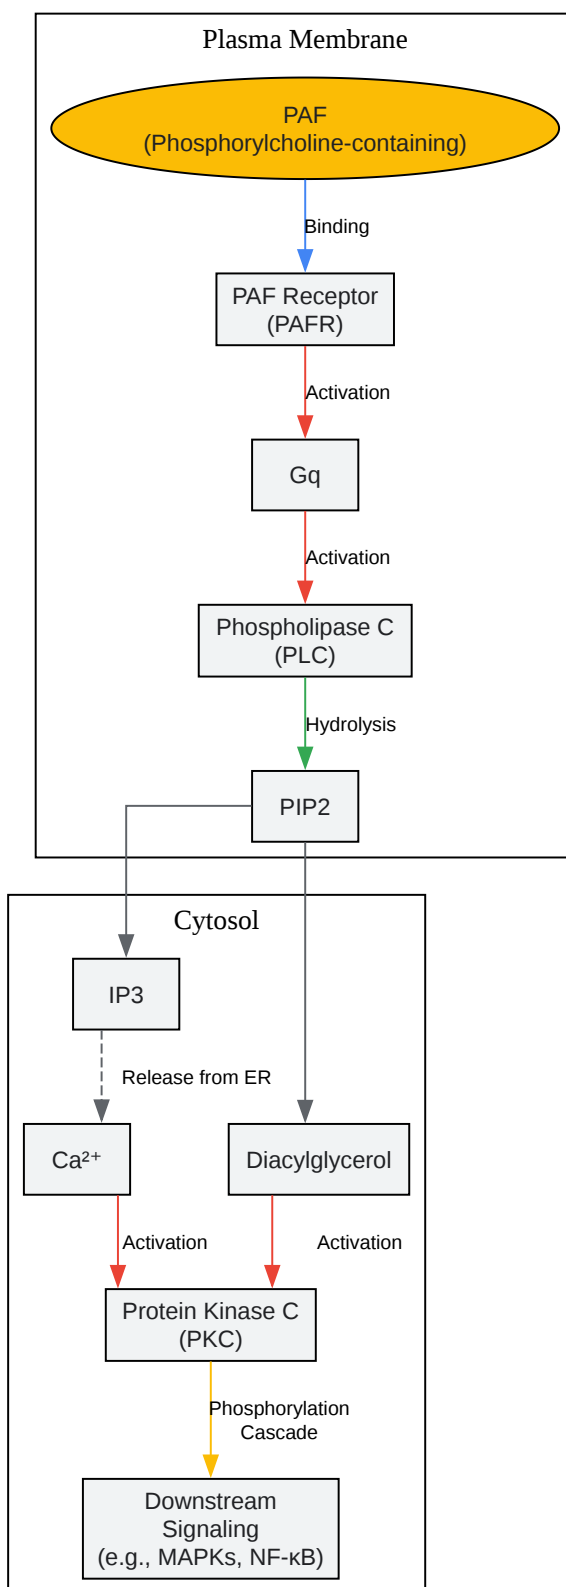 Plasma Membrane
PAF
(Phosphorylcholine-containing)
Binding
PAF Receptor
(PAFR)
Activation
Gq
Activation
Phospholipase C
(PLC)
Hydrolysis
PIP2
Cytosol
IP3
Release from ER
Ca²⁺
Diacylglycerol
Activation
Activation
Protein Kinase C
(PKC)
Phosphorylation
Cascade
Downstream
Signaling
(e.g., MAPKs, NF-κB)